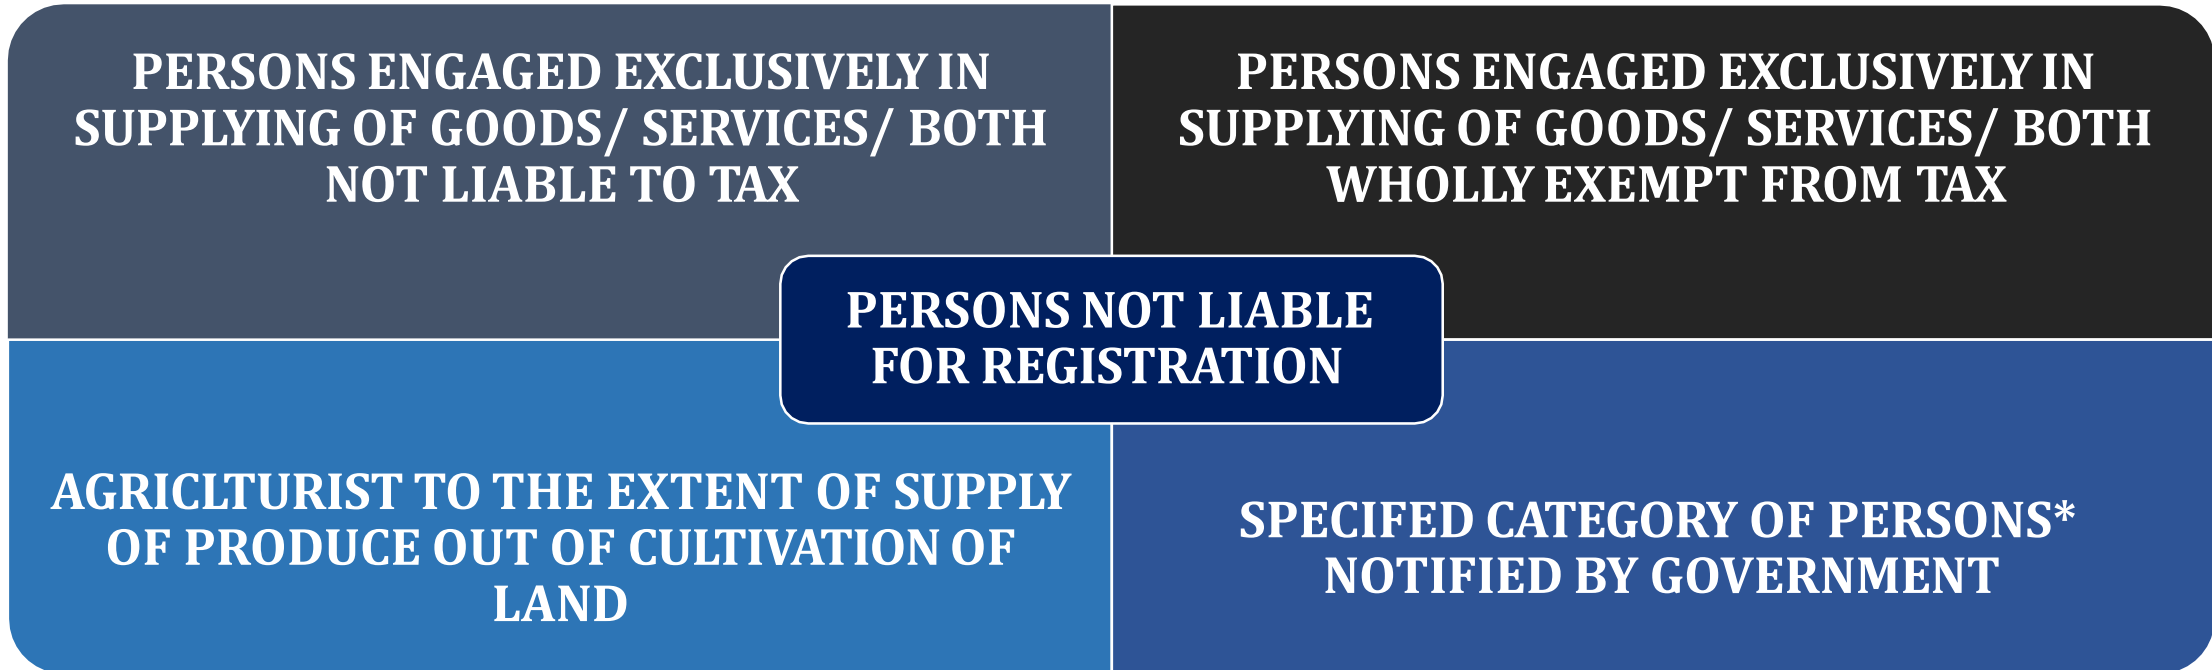 PERSONS ENGAGED EXCLUSIVELY IN
SUPPLYING OF GOODS/ SERVICES/ BOTH
NOT LIABLE TO TAX
PERSONS ENGAGED EXCLUSIVELY IN
SUPPLYING OF GOODS/ SERVICES/ BOTH
WHOLLY EXEMPT FROM TAX
PERSONS NOT LIABLE
FOR REGISTRATION
AGRICLTURIST TO THE EXTENT OF SUPPLY
OF PRODUCE OUT OF CULTIVATION OF
LAND
SPECIFED CATEGORY OF PERSONS*
NOTIFIED BY GOVERNMENT